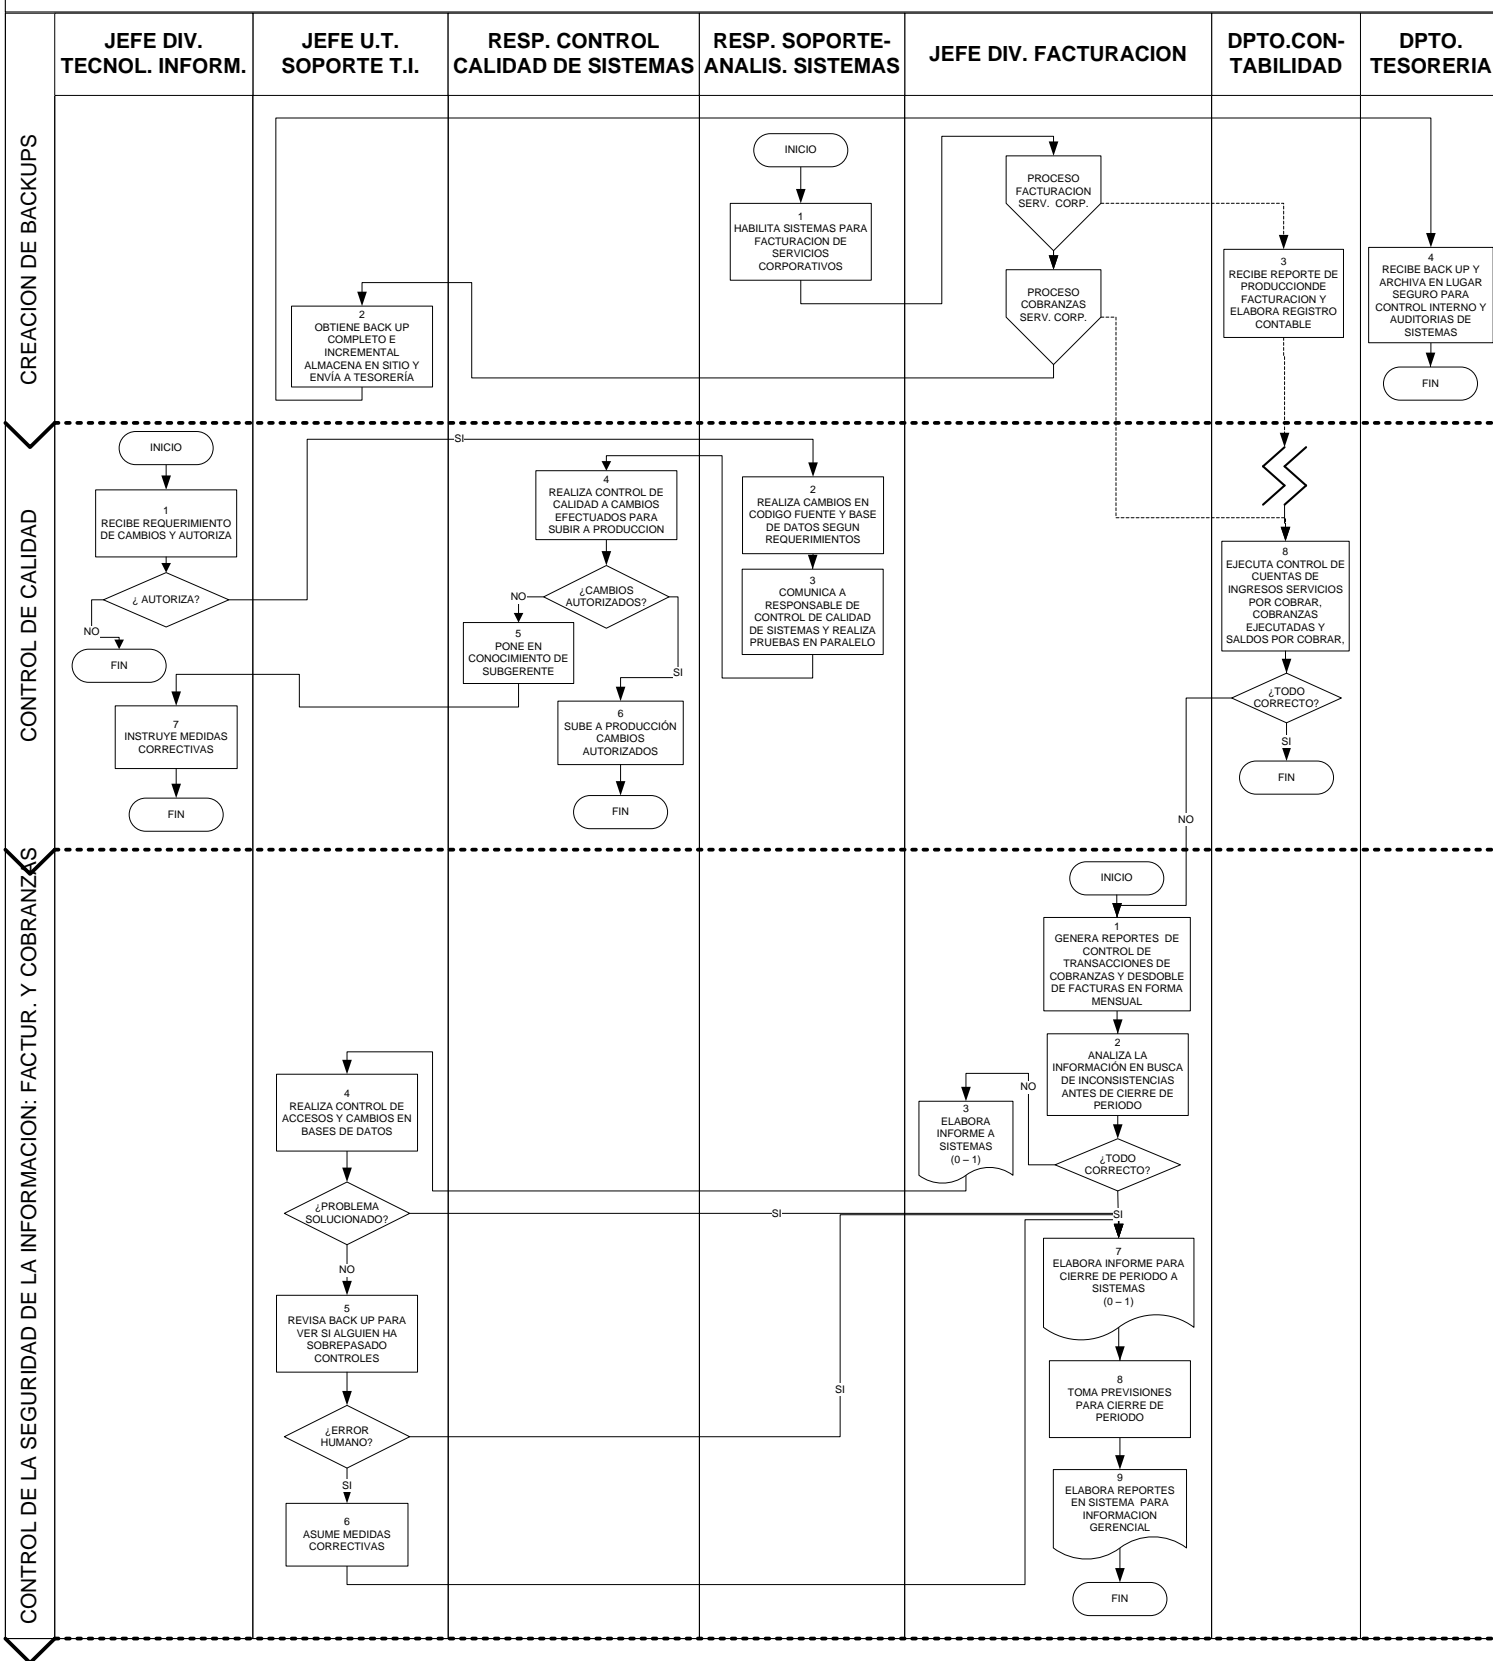 JEFE DIV.
TECNOL. INFORM.
JEFE U.T.
SOPORTE T.I.
RESP. CONTROL
CALIDAD DE SISTEMAS
RESP. SOPORTE-
ANALIS. SISTEMAS
JEFE DIV. FACTURACION
DPTO.CON-
TABILIDAD
DPTO.
TESORERIA
CREACION DE BACKUPS
INICIO
1
HABILITA SISTEMAS PARA
FACTURACION DE
SERVICIOS
CORPORATIVOS
PROCESO
FACTURACION
SERV. CORP.
PROCESO
COBRANZAS
SERV. CORP.
2
OBTIENE BACK UP
COMPLETO E
INCREMENTAL
ALMACENA EN SITIO Y
ENVÍA A TESORERÍA
3
RECIBE REPORTE DE
PRODUCCIONDE
FACTURACION Y
ELABORA REGISTRO
CONTABLE
4
RECIBE BACK UP Y
ARCHIVA EN LUGAR
SEGURO PARA
CONTROL INTERNO Y
AUDITORIAS DE
SISTEMAS
FIN
CONTROL DE CALIDAD
INICIO
1
RECIBE REQUERIMIENTO
DE CAMBIOS Y AUTORIZA
¿ AUTORIZA?
NO
FIN
SI
2
REALIZA CAMBIOS EN
CODIGO FUENTE Y BASE
DE DATOS SEGUN
REQUERIMIENTOS
3
COMUNICA A
RESPONSABLE DE
CONTROL DE CALIDAD
DE SISTEMAS Y REALIZA
PRUEBAS EN PARALELO
4
REALIZA CONTROL DE
CALIDAD A CAMBIOS
EFECTUADOS PARA
SUBIR A PRODUCCION
¿CAMBIOS
AUTORIZADOS?
NO
5
PONE EN
CONOCIMIENTO DE
SUBGERENTE
SI
6
SUBE A PRODUCCIÓN
CAMBIOS
AUTORIZADOS
FIN
7
INSTRUYE MEDIDAS
CORRECTIVAS
FIN
8
EJECUTA CONTROL DE
CUENTAS DE
INGRESOS SERVICIOS
POR COBRAR,
COBRANZAS
EJECUTADAS Y
SALDOS POR COBRAR,
¿TODO
CORRECTO?
SI
FIN
NO
CONTROL DE LA SEGURIDAD DE LA INFORMACION: FACTUR. Y COBRANZAS
INICIO
1
GENERA REPORTES DE
CONTROL DE
TRANSACCIONES DE
COBRANZAS Y DESDOBLE
DE FACTURAS EN FORMA
MENSUAL
2
ANALIZA LA
INFORMACIÓN EN BUSCA
DE INCONSISTENCIAS
ANTES DE CIERRE DE
PERIODO
¿TODO
CORRECTO?
NO
3
ELABORA
INFORME A
SISTEMAS
(0 – 1)
4
REALIZA CONTROL DE
ACCESOS Y CAMBIOS EN
BASES DE DATOS
¿PROBLEMA
SOLUCIONADO?
SI
SI
NO
5
REVISA BACK UP PARA
VER SI ALGUIEN HA
SOBREPASADO
CONTROLES
¿ERROR
HUMANO?
SI
SI
6
ASUME MEDIDAS
CORRECTIVAS
7
ELABORA INFORME PARA
CIERRE DE PERIODO A
SISTEMAS
(0 – 1)
8
TOMA PREVISIONES
PARA CIERRE DE
PERIODO
9
ELABORA REPORTES
EN SISTEMA PARA
INFORMACION
GERENCIAL
FIN